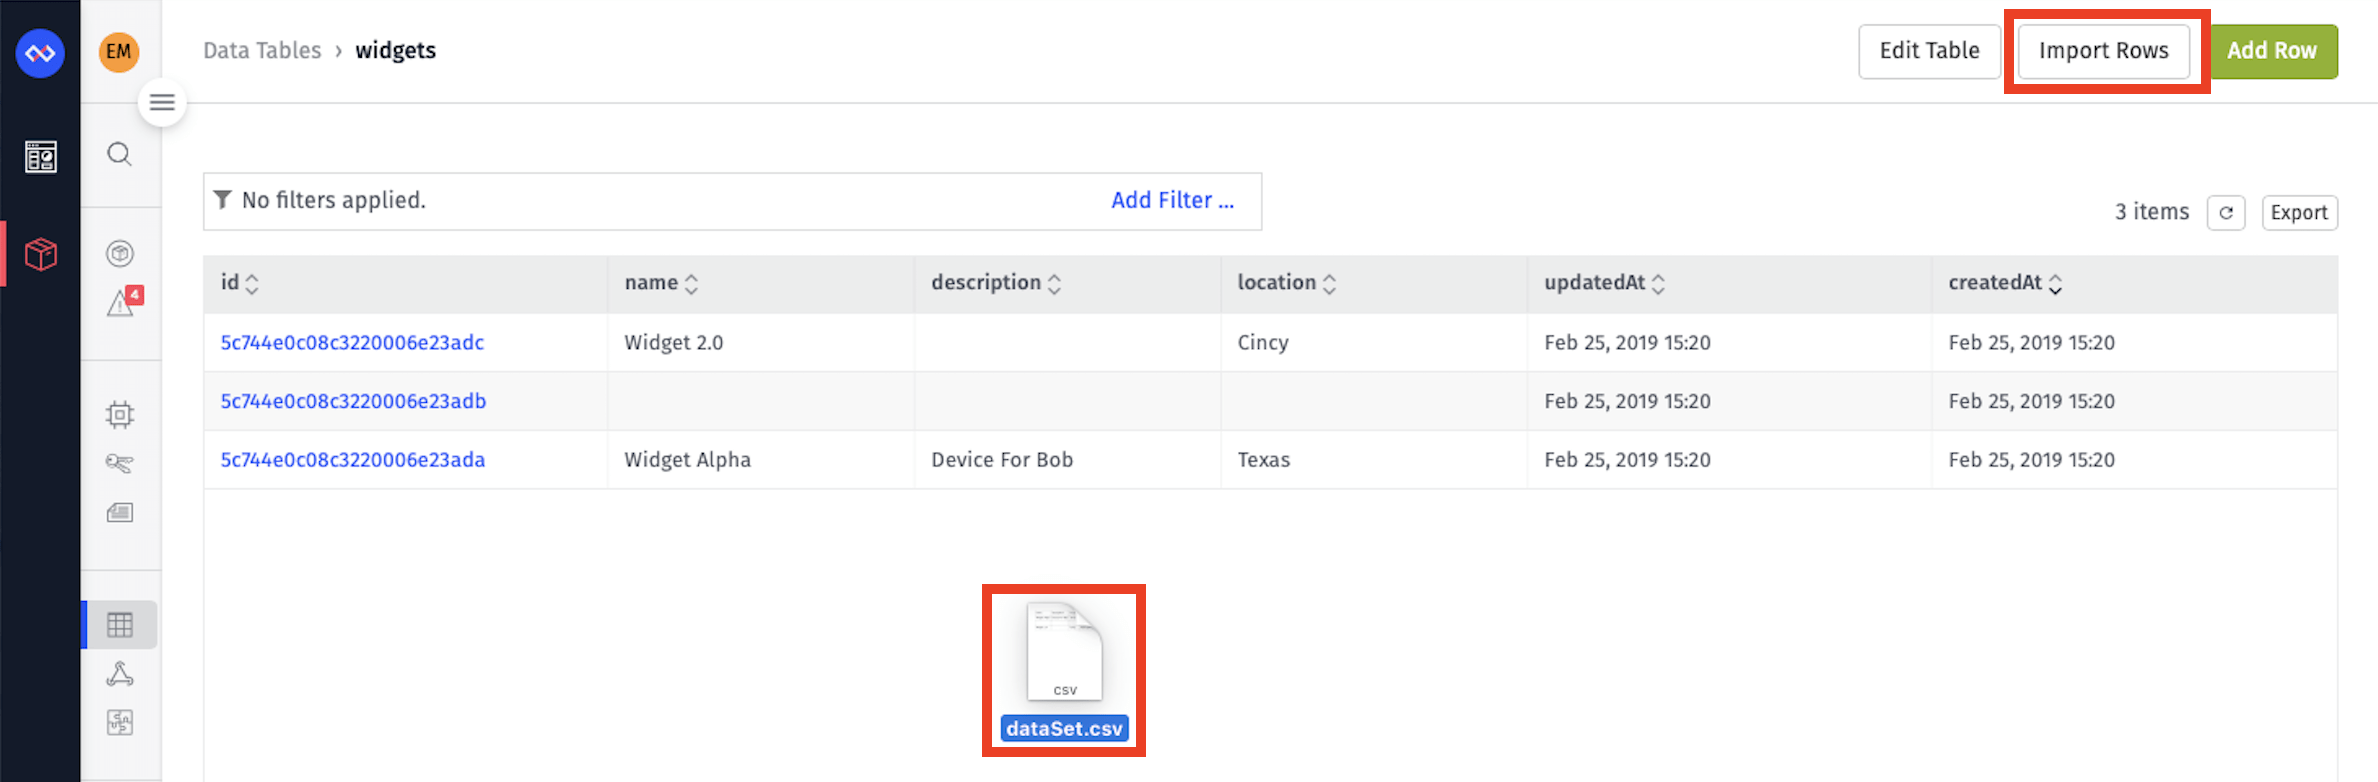 EM
Data Tables › widgets
Edit Table
Import Rows
Add Row
No filters applied.
Add Filter ...
3 items
Export
id name description location updatedAt createdAt
5c744e0c08c3220006e23adc Widget 2.0 Cincy Feb 25, 2019 15:20 Feb 25, 2019 15:20
4
5c744e0c08c3220006e23adb Feb 25, 2019 15:20 Feb 25, 2019 15:20
5c744e0c08c3220006e23ada Widget Alpha Device For Bob Texas Feb 25, 2019 15:20 Feb 25, 2019 15:20
CSV
dataSet.csv